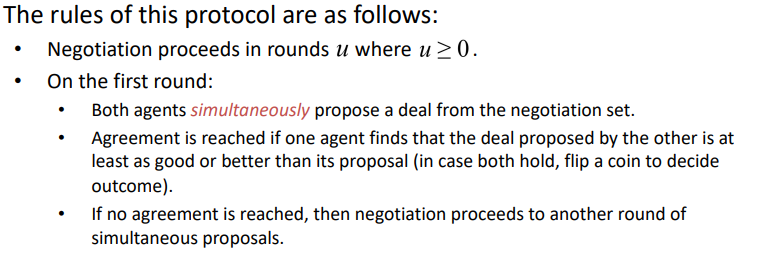 The rules of this protocol are as follows:
• Negotiation proceeds in rounds u where u ≥ 0.
• On the first round:
• Both agents simultaneously propose a deal from the negotiation set.
• Agreement is reached if one agent finds that the deal proposed by the other is at
least as good or better than its proposal (in case both hold, flip a coin to decide
outcome).
• If no agreement is reached, then negotiation proceeds to another round of
simultaneous proposals.